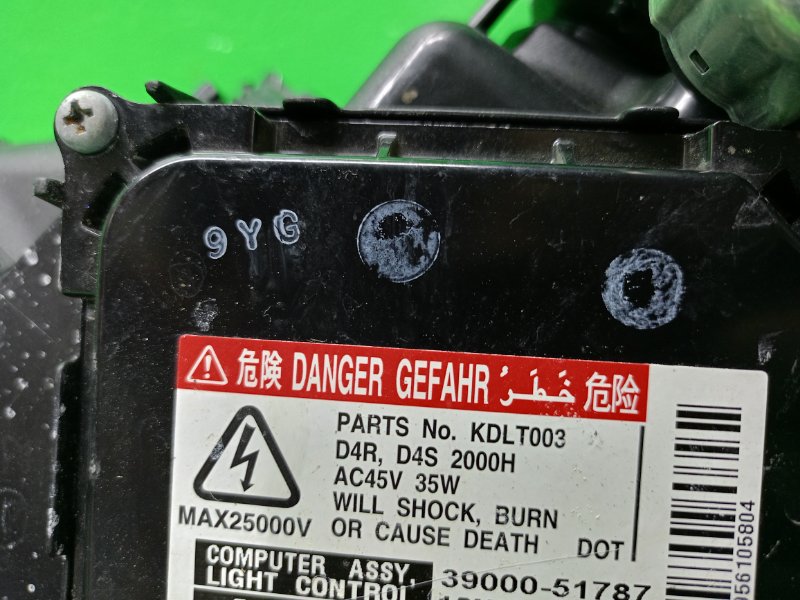 9YG
危険 DANGER GEFAHR خَطَرُ 危险
PARTS No. KDLT003
D4R, D4S 2000H
AC45V 35W
WILL SHOCK, BURN
OR CAUSE DEATH DOT
MAX25000V
COMPUTER ASSY,
LIGHT CONTROL
39000-51787
956105804